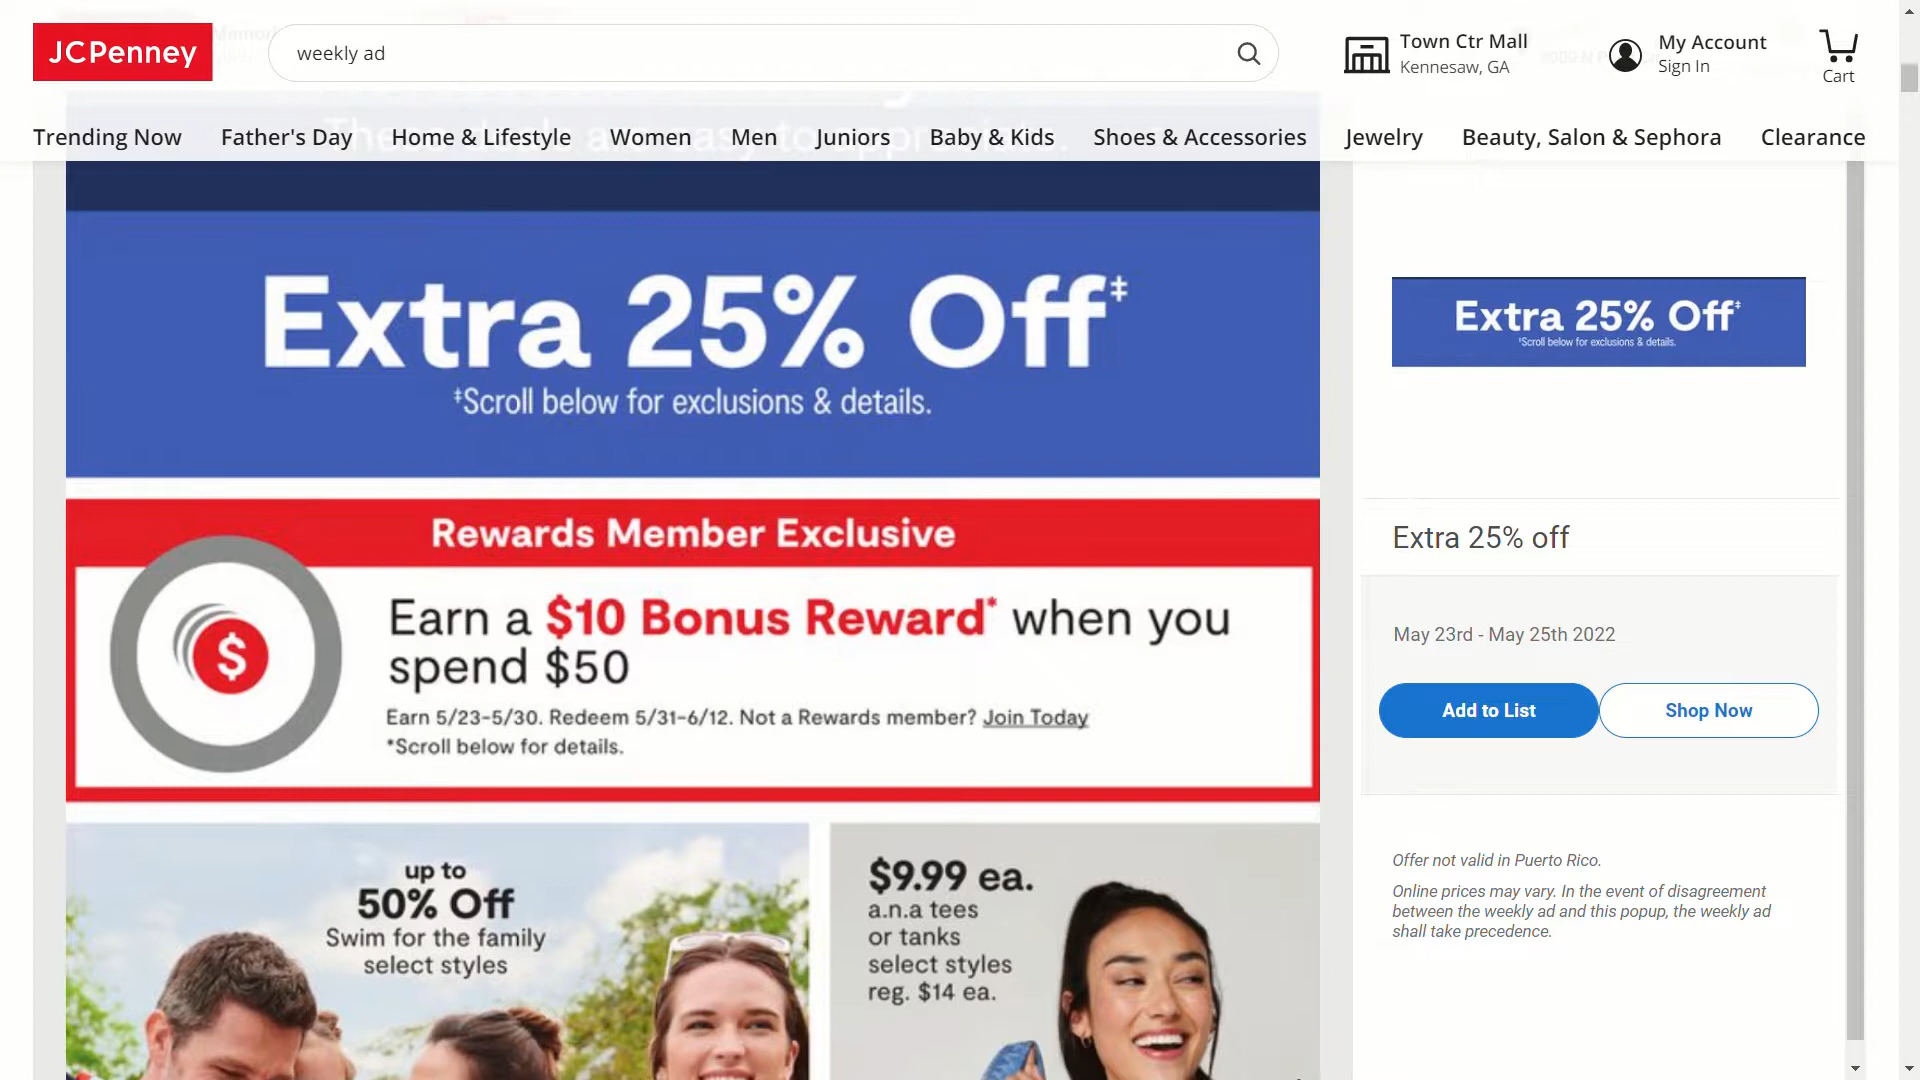 JCPenney
weekly ad
Town Ctr Mall
Kennesaw, GA
My Account
Sign In
Cart
Trending Now
Father's Day
Home & Lifestyle
Women
Men
Juniors
Baby & Kids
Shoes & Accessories
Jewelry
Beauty, Salon & Sephora
Clearance
These deals are easy to appreciate.
Extra 25% Off‡
‡Scroll below for exclusions & details.
Rewards Member Exclusive
$
Earn a $10 Bonus Reward* when you
spend $50
Earn 5/23-5/30. Redeem 5/31-6/12. Not a Rewards member? Join Today
*Scroll below for details.
up to
50% Off
Swim for the family
select styles
$9.99 ea.
a.n.a tees
or tanks
select styles
reg. $14 ea.
Extra 25% Off‡
‡Scroll below for exclusions & details.
Extra 25% off
May 23rd - May 25th 2022
Add to List
Shop Now
Offer not valid in Puerto Rico.
Online prices may vary. In the event of disagreement
between the weekly ad and this popup, the weekly ad
shall take precedence.